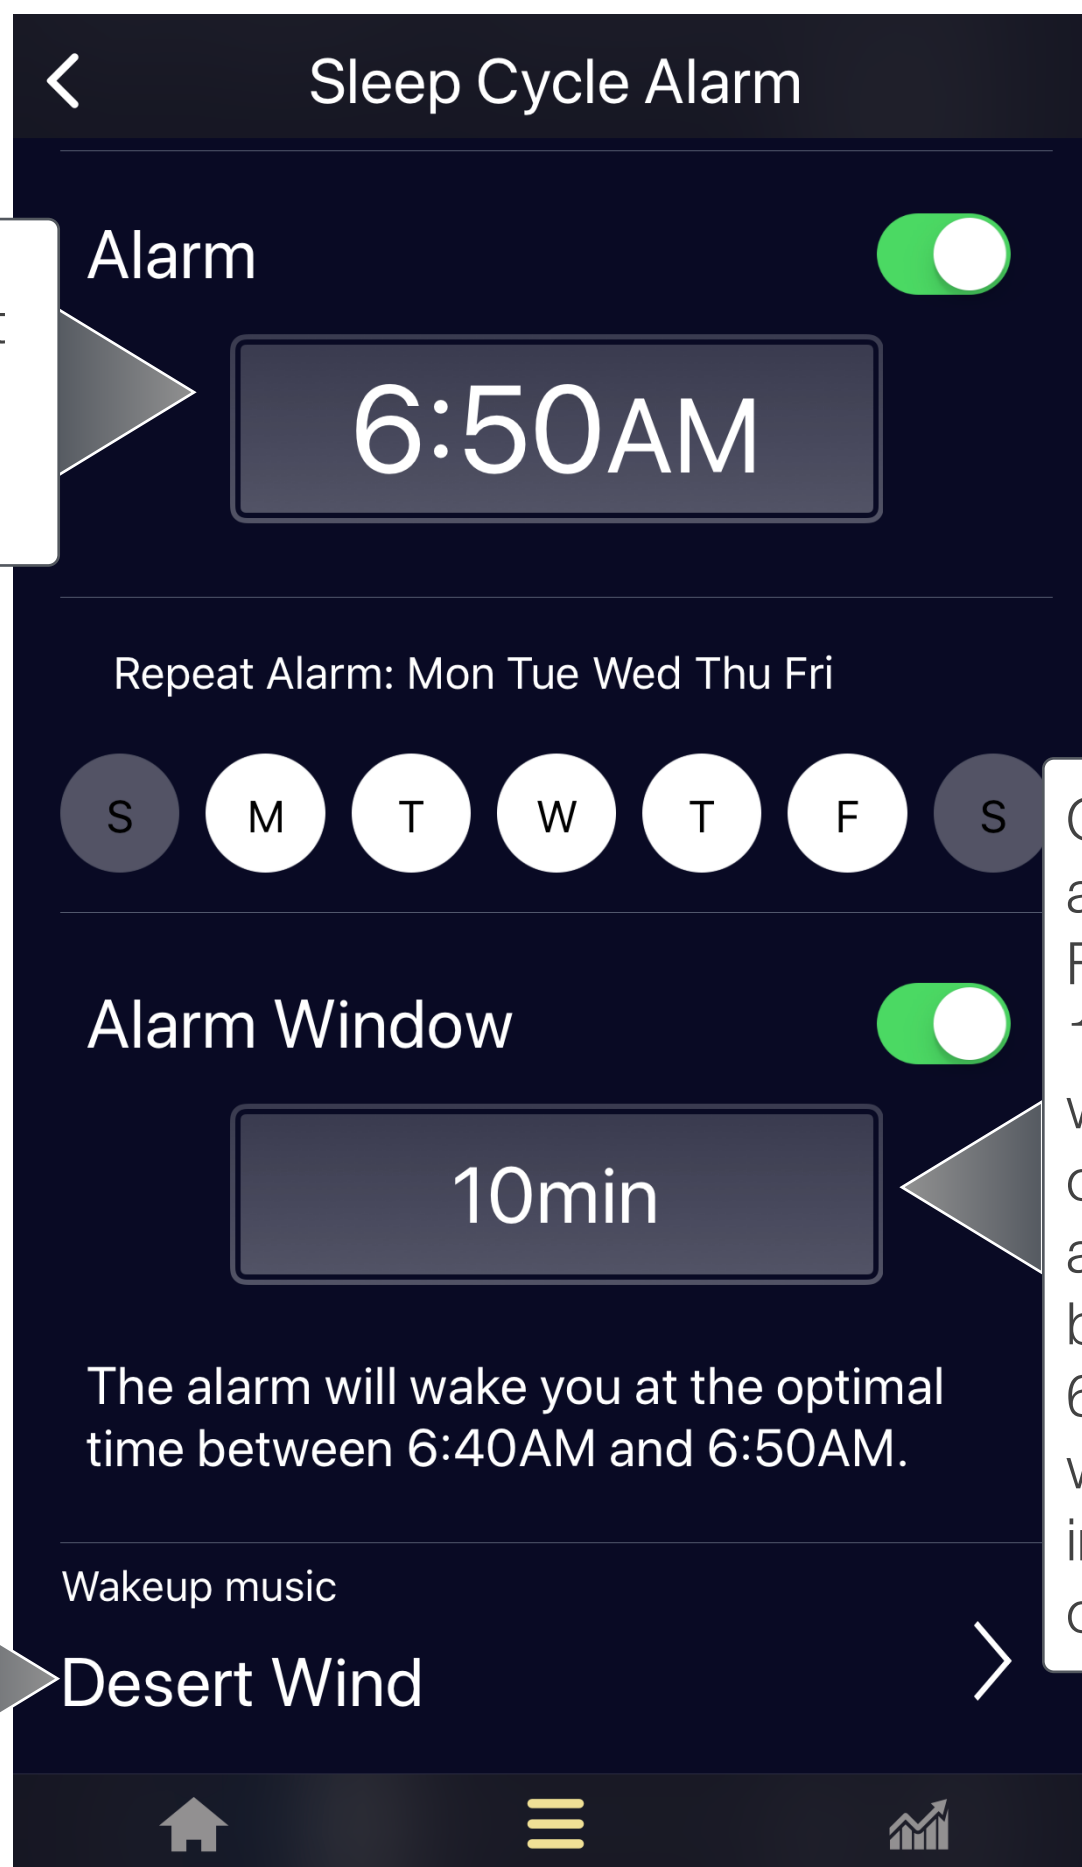 Sleep Cycle Alarm
Alarm
6:50AM
Repeat Alarm: Mon Tue Wed Thu Fri
S M T W T F S
Alarm Window
10min
The alarm will wake you at the optimal
time between 6:40AM and 6:50AM.
Wakeup music
Desert Wind